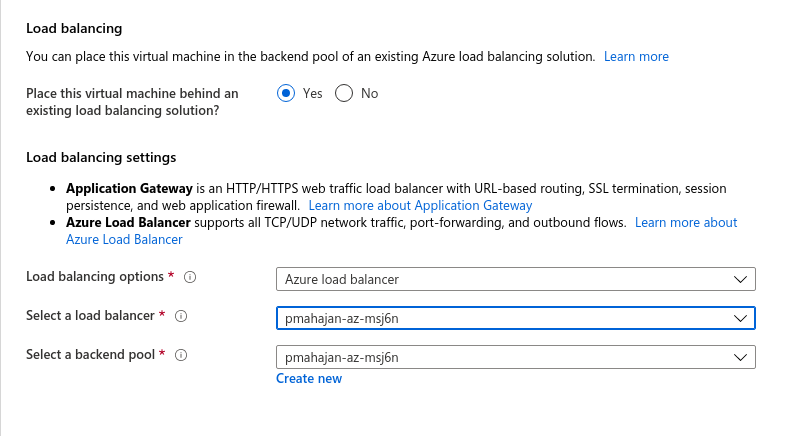 Load balancing
You can place this virtual machine in the backend pool of an existing Azure load balancing solution. Learn more
Place this virtual machine behind an
existing load balancing solution?
Yes
No
Load balancing settings
• Application Gateway is an HTTP/HTTPS web traffic load balancer with URL-based routing, SSL termination, session
persistence, and web application firewall. Learn more about Application Gateway
• Azure Load Balancer supports all TCP/UDP network traffic, port-forwarding, and outbound flows. Learn more about
Azure Load Balancer
Load balancing options *
Azure load balancer
Select a load balancer *
pmahajan-az-msj6n
Select a backend pool *
pmahajan-az-msj6n
Create new